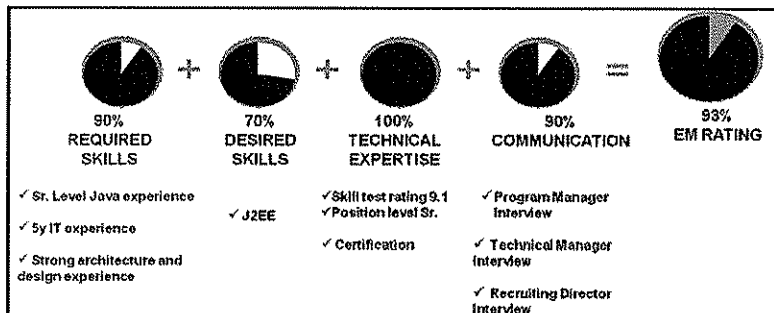 + + + =
90%
REQUIRED
SKILLS
70%
DESIRED
SKILLS
100%
TECHNICAL
EXPERTISE
90%
COMMUNICATION
93%
EM RATING
✓ Sr. Level Java experience
✓ 5y IT experience
✓ Strong architecture and
design experience
✓ J2EE
✓ Skill test rating 9.1
✓ Position level Sr.
✓ Certification
✓ Program Manager
Interview
✓ Technical Manager
Interview
✓ Recruiting Director
Interview